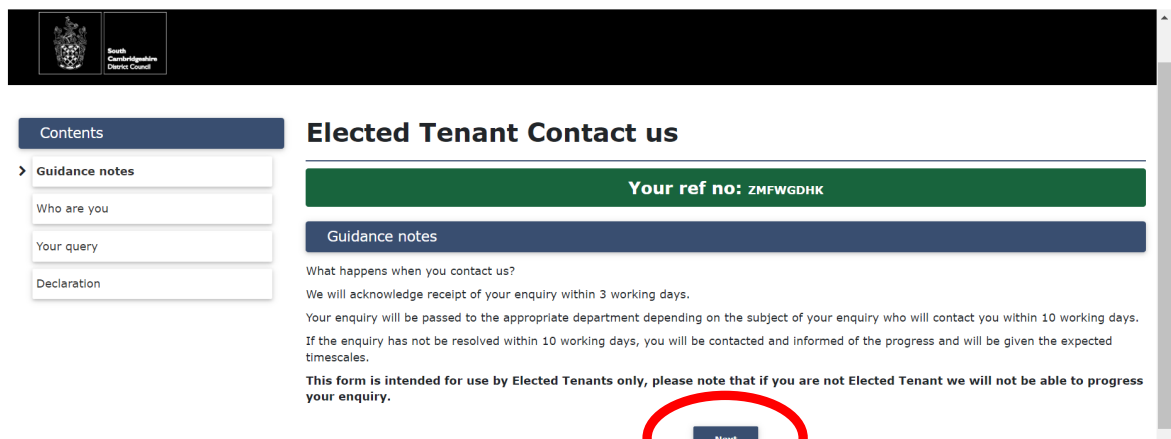 South
Cambridgeshire
District Council
Contents
Guidance notes
Who are you
Your query
Declaration
Elected Tenant Contact us
Your ref no: ZMFWGDHK
Guidance notes
What happens when you contact us?
We will acknowledge receipt of your enquiry within 3 working days.
Your enquiry will be passed to the appropriate department depending on the subject of your enquiry who will contact you within 10 working days.
If the enquiry has not be resolved within 10 working days, you will be contacted and informed of the progress and will be given the expected
timescales.
This form is intended for use by Elected Tenants only, please note that if you are not Elected Tenant we will not be able to progress
your enquiry.
Next